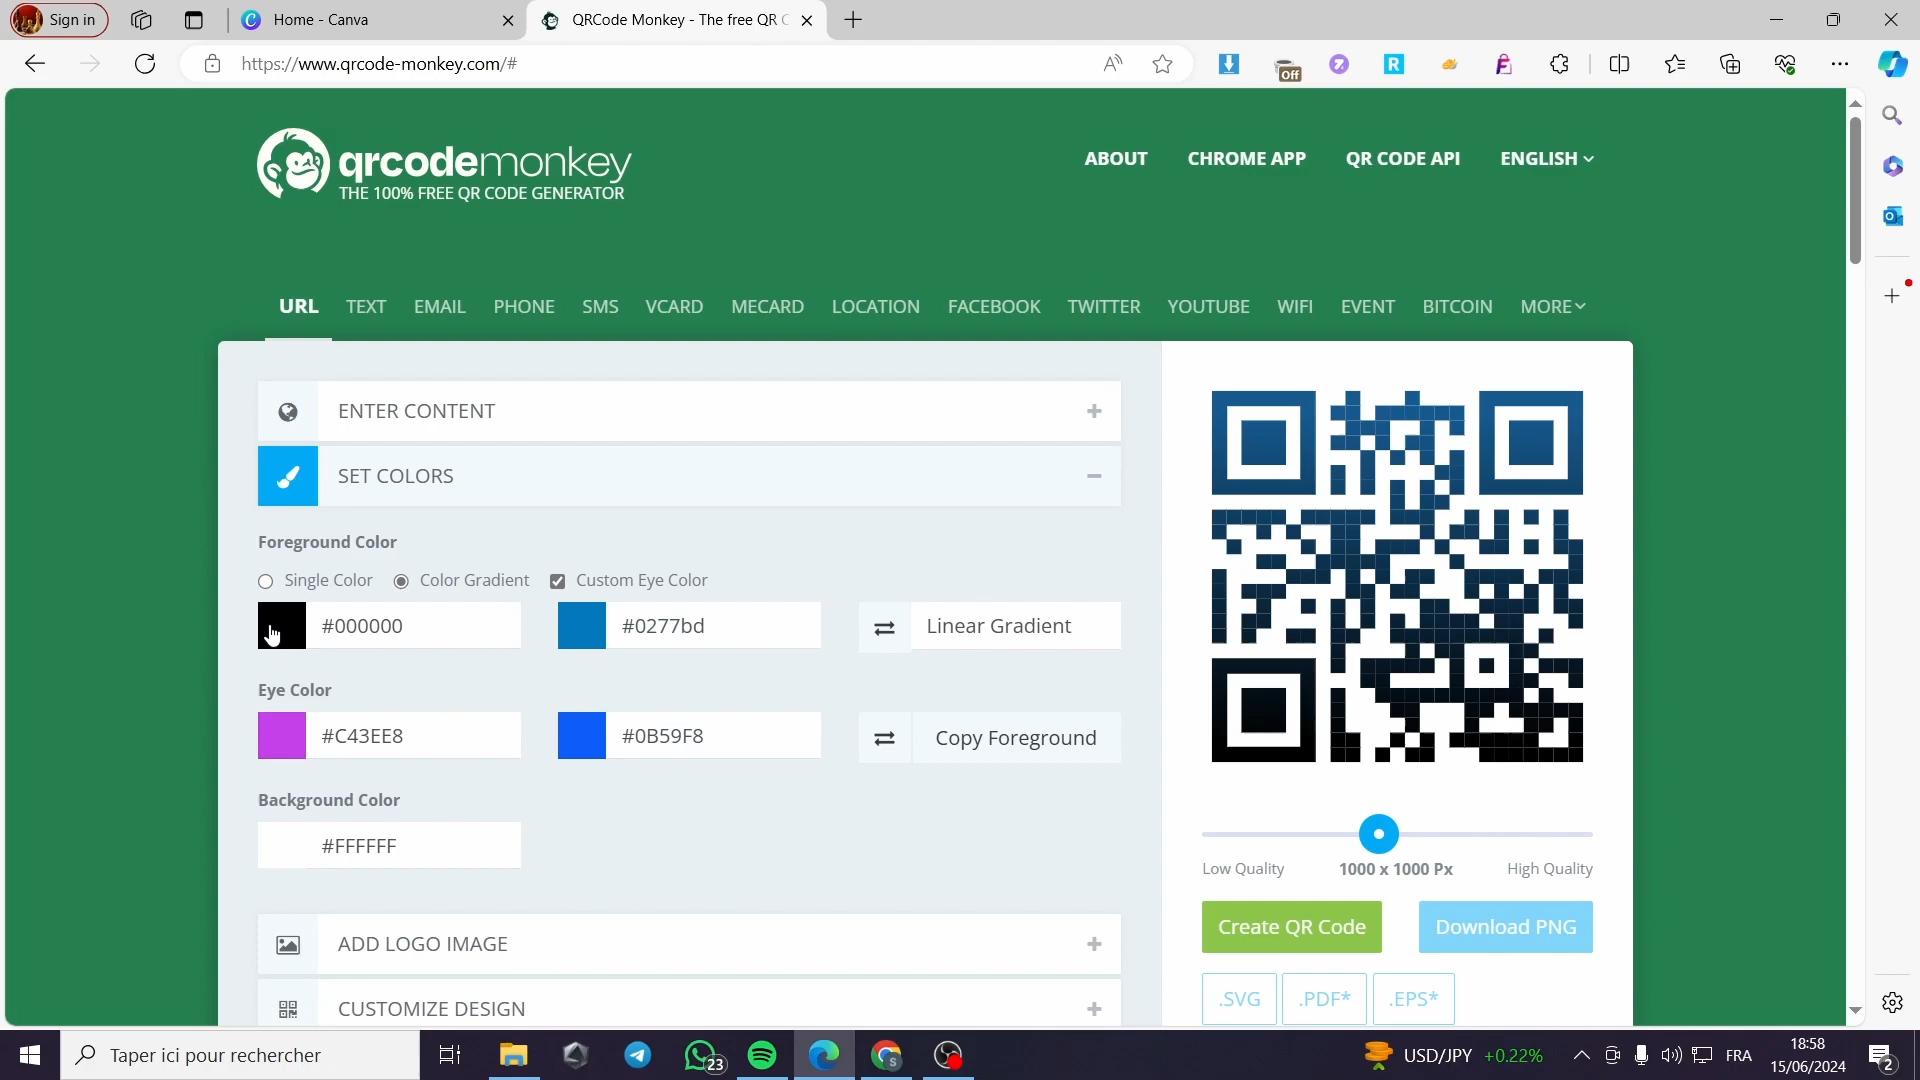 Sign in
Home - Canva
QRCode Monkey - The free QR C
https://www.qrcode-monkey.com/#
Off
qrcodemonkey
THE 100% FREE QR CODE GENERATOR
ABOUT
CHROME APP
QR CODE API
ENGLISH
URL
TEXT
EMAIL
PHONE
SMS
VCARD
MECARD
LOCATION
FACEBOOK
TWITTER
YOUTUBE
WIFI
EVENT
BITCOIN
MORE
ENTER CONTENT
SET COLORS
Foreground Color
Single Color
Color Gradient
Custom Eye Color
#000000
#0277bd
Linear Gradient
Eye Color
#C43EE8
#0B59F8
Copy Foreground
Background Color
#FFFFFF
ADD LOGO IMAGE
CUSTOMIZE DESIGN
Low Quality
1000 x 1000 Px
High Quality
Create QR Code
Download PNG
.SVG
.PDF*
.EPS*
Taper ici pour rechercher
23
USD/JPY +0.22%
FRA
18:58
15/06/2024
2